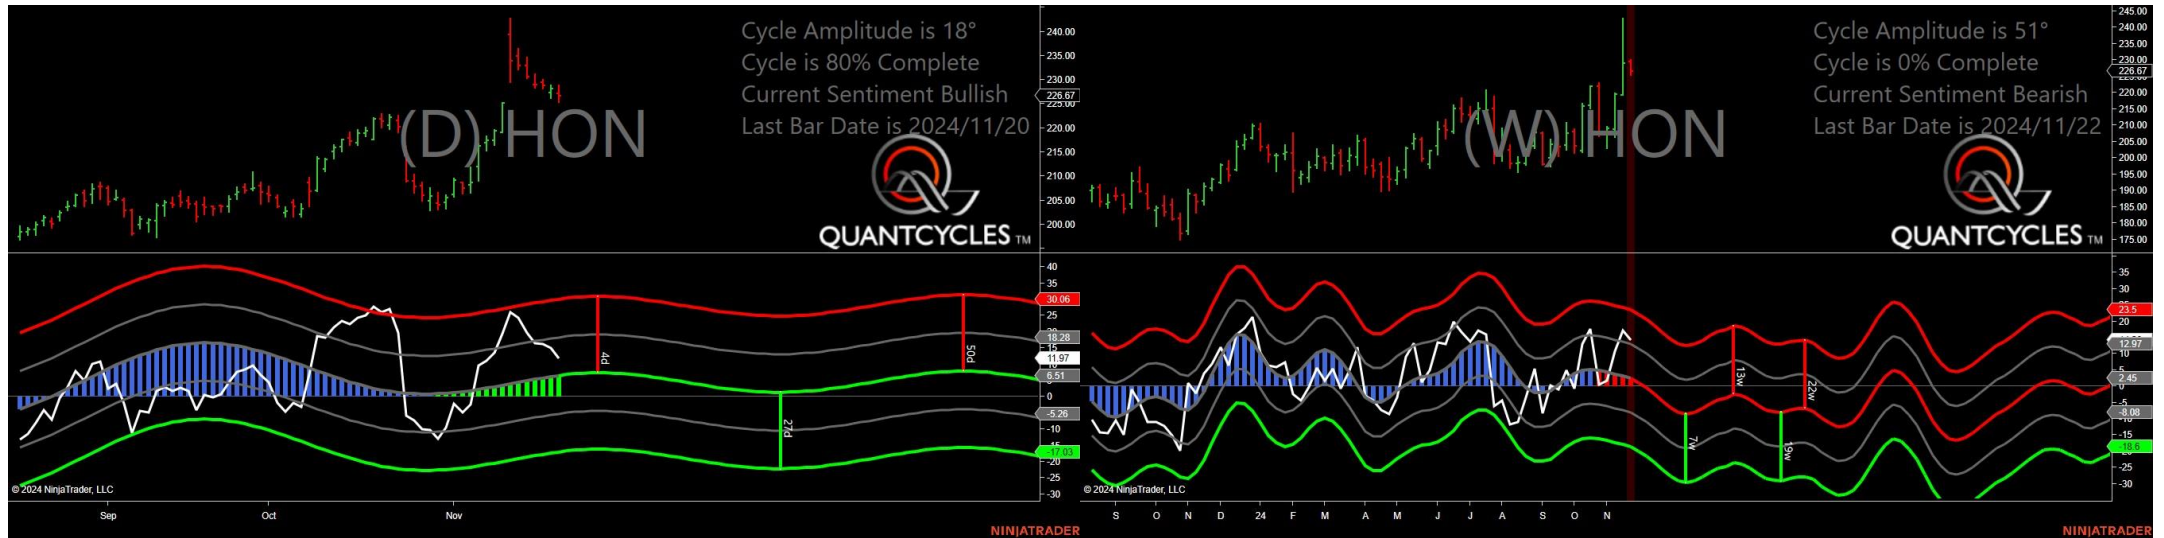 Cycle Amplitude is 18°
Cycle is 80% Complete
Current Sentiment Bullish
Last Bar Date is 2024/11/20
(D) HON
QUANTCYCLES TM
240.00
235.00
230.00
226.67
225.00
220.00
215.00
210.00
205.00
200.00
40
30.06
25
18.28
15
11.97
6.51
5
0
-5.26
-10
-15
-17.03
-20
-25
-30
4d
27d
50d
© 2024 NinjaTrader, LLC
Sep
Oct
Nov
NINJATRADER
Cycle Amplitude is 51°
Cycle is 0% Complete
Current Sentiment Bearish
Last Bar Date is 2024/11/22
(W) HON
QUANTCYCLES TM
245.00
240.00
235.00
230.00
226.67
220.00
215.00
210.00
205.00
200.00
195.00
190.00
185.00
180.00
175.00
35
30
23.5
20
12.97
10
5
2.45
0
-5
-8.08
-10
-15
-18.6
-25
-30
7w
13w
19w
22w
© 2024 NinjaTrader, LLC
S
O
N
D
24
F
M
A
M
J
J
A
S
O
N
NINJATRADER